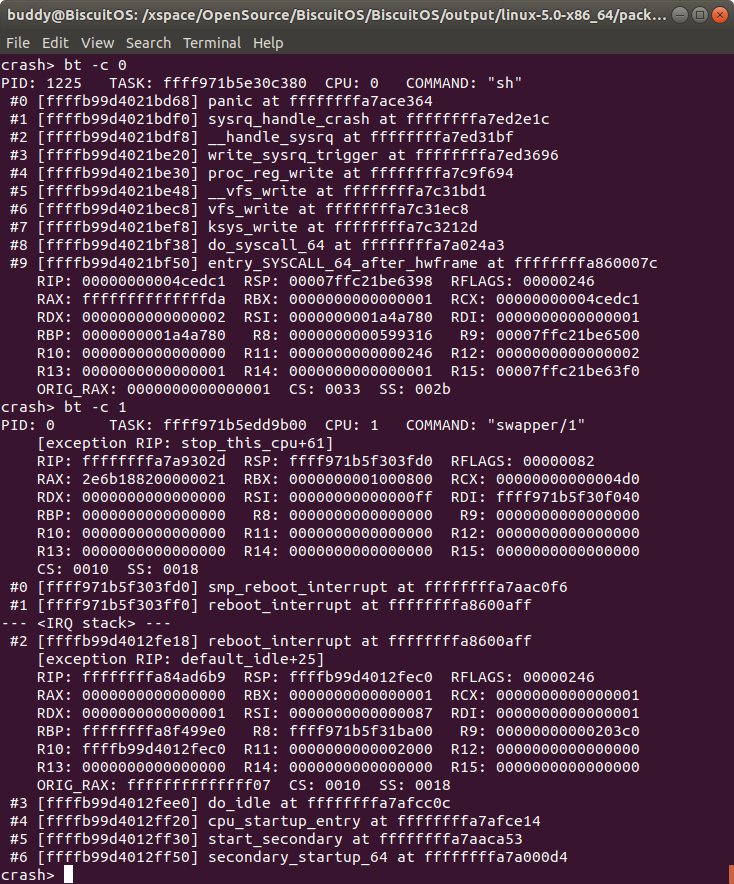 buddy@BiscuitOS: /xspace/OpenSource/BiscuitOS/BiscuitOS/output/linux-5.0-x86_64/pack...
File Edit View Search Terminal Help
crash> bt -c 0
PID: 1225   TASK: ffff971b5e30c380  CPU: 0   COMMAND: "sh"
 #0 [ffffb99d4021bd68] panic at ffffffffa7ace364
 #1 [ffffb99d4021bdf0] sysrq_handle_crash at ffffffffa7ed2e1c
 #2 [ffffb99d4021bdf8] __handle_sysrq at ffffffffa7ed31bf
 #3 [ffffb99d4021be20] write_sysrq_trigger at ffffffffa7ed3696
 #4 [ffffb99d4021be30] proc_reg_write at ffffffffa7c9f694
 #5 [ffffb99d4021be48] __vfs_write at ffffffffa7c31bd1
 #6 [ffffb99d4021bec8] vfs_write at ffffffffa7c31ec8
 #7 [ffffb99d4021bef8] ksys_write at ffffffffa7c3212d
 #8 [ffffb99d4021bf38] do_syscall_64 at ffffffffa7a024a3
 #9 [ffffb99d4021bf50] entry_SYSCALL_64_after_hwframe at ffffffffa860007c
    RIP: 00000000004cedc1  RSP: 00007ffc21be6398  RFLAGS: 00000246
    RAX: ffffffffffffffda  RBX: 0000000000000001  RCX: 00000000004cedc1
    RDX: 0000000000000002  RSI: 0000000001a4a780  RDI: 0000000000000001
    RBP: 0000000001a4a780   R8: 0000000000599316   R9: 00007ffc21be6500
    R10: 0000000000000000  R11: 0000000000000246  R12: 0000000000000002
    R13: 0000000000000001  R14: 0000000000000001  R15: 00007ffc21be63f0
    ORIG_RAX: 0000000000000001  CS: 0033  SS: 002b
crash> bt -c 1
PID: 0      TASK: ffff971b5edd9b00  CPU: 1   COMMAND: "swapper/1"
    [exception RIP: stop_this_cpu+61]
    RIP: ffffffffa7a9302d  RSP: ffff971b5f303fd0  RFLAGS: 00000082
    RAX: 2e6b188200000021  RBX: 0000000001000800  RCX: 00000000000004d0
    RDX: 0000000000000000  RSI: 00000000000000ff  RDI: ffff971b5f30f040
    RBP: 0000000000000000   R8: 0000000000000000   R9: 0000000000000000
    R10: 0000000000000000  R11: 0000000000000000  R12: 0000000000000000
    R13: 0000000000000000  R14: 0000000000000000  R15: 0000000000000000
    CS: 0010  SS: 0018
 #0 [ffff971b5f303fd0] smp_reboot_interrupt at ffffffffa7aac0f6
 #1 [ffff971b5f303ff0] reboot_interrupt at ffffffffa8600aff
--- <IRQ stack> ---
 #2 [ffffb99d4012fe18] reboot_interrupt at ffffffffa8600aff
    [exception RIP: default_idle+25]
    RIP: ffffffffa84ad6b9  RSP: ffffb99d4012fec0  RFLAGS: 00000246
    RAX: 0000000000000000  RBX: 0000000000000001  RCX: 0000000000000001
    RDX: 0000000000000001  RSI: 0000000000000087  RDI: 0000000000000001
    RBP: ffffffffa8f499e0   R8: ffff971b5f31ba00   R9: 00000000000203c0
    R10: ffffb99d4012fec0  R11: 0000000000002000  R12: 0000000000000000
    R13: 0000000000000000  R14: 0000000000000000  R15: 0000000000000000
    ORIG_RAX: ffffffffffffff07  CS: 0010  SS: 0018
 #3 [ffffb99d4012fee0] do_idle at ffffffffa7afcc0c
 #4 [ffffb99d4012ff20] cpu_startup_entry at ffffffffa7afce14
 #5 [ffffb99d4012ff30] start_secondary at ffffffffa7aaca53
 #6 [ffffb99d4012ff50] secondary_startup_64 at ffffffffa7a000d4
crash>